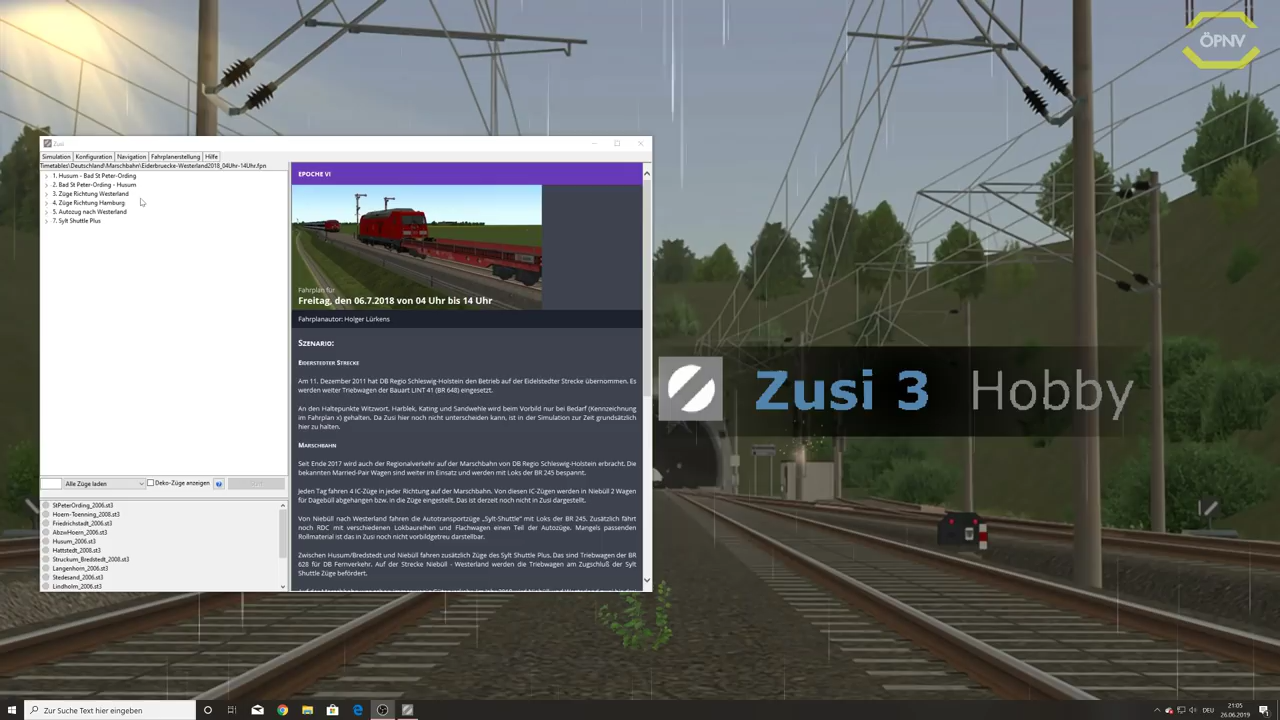 ÖPNV
Zusi
Simulation Konfiguration Navigation Fahrplanerstellung Hilfe
Timetables\Deutschland\Marschbahn\Eiderbruecke-Westerland2018_04Uhr-14Uhr.fpn
1. Husum - Bad St Peter-Ording
2. Bad St Peter-Ording - Husum
3. Züge Richtung Westerland
4. Züge Richtung Hamburg
5. Autozug nach Westerland
7. Sylt Shuttle Plus
Alle Züge laden
Deko-Züge anzeigen
Start
StPeterOrding_2006.st3
Hoern-Toenning_2008.st3
Friedrichstadt_2006.st3
AbzwHoern_2006.st3
Husum_2006.st3
Hattstedt_2008.st3
Struckum_Bredstedt_2008.st3
Langenhorn_2006.st3
Stedesand_2006.st3
Lindholm_2006.st3
EPOCHE VI
Fahrplan für
Freitag, den 06.7.2018 von 04 Uhr bis 14 Uhr
Fahrplanautor: Holger Lürkens
SZENARIO:
EIDERSTEDTER STRECKE
Am 11. Dezember 2011 hat DB Regio Schleswig-Holstein den Betrieb auf der Eidelstedter Strecke übernommen. Es
werden weiter Triebwagen der Bauart LINT 41 (BR 648) eingesetzt.
An den Haltepunkte Witzwort, Harblek, Kating und Sandwehle wird beim Vorbild nur bei Bedarf (Kennzeichnung
im Fahrplan x) gehalten. Da Zusi hier noch nicht unterscheiden kann, ist in der Simulation zur Zeit grundsätzlich
hier zu halten.
MARSCHBAHN
Seit Ende 2017 wird auch der Regionalverkehr auf der Marschbahn von DB Regio Schleswig-Holstein erbracht. Die
bekannten Married-Pair Wagen sind weiter im Einsatz und werden mit Loks der BR 245 bespannt.
Jeden Tag fahren 4 IC-Züge in jeder Richtung auf der Marschbahn. Von diesen IC-Zügen werden in Niebüll 2 Wagen
für Dagebüll abgehangen bzw. in die Züge eingestellt. Das ist derzeit noch nicht in Zusi dargestellt.
Von Niebüll nach Westerland fahren die Autotransportzüge „Sylt-Shuttle" mit Loks der BR 245. Zusätzlich fährt
noch RDC mit verschiedenen Lokbaureihen und Flachwagen einen Teil der Autozüge. Mangels passenden
Rollmaterial ist das in Zusi noch nicht vorbildgetreu darstellbar.
Zwischen Husum/Bredstedt und Niebüll fahren zusätzlich Züge des Sylt Shuttle Plus. Das sind Triebwagen der BR
628 für DB Fernverkehr. Auf der Strecke Niebüll - Westerland werden die Triebwagen am Zugschluß der Sylt
Shuttle Züge befördert.
Zusi 3 Hobby
Zur Suche Text hier eingeben
DEU
21:05
26.06.2019